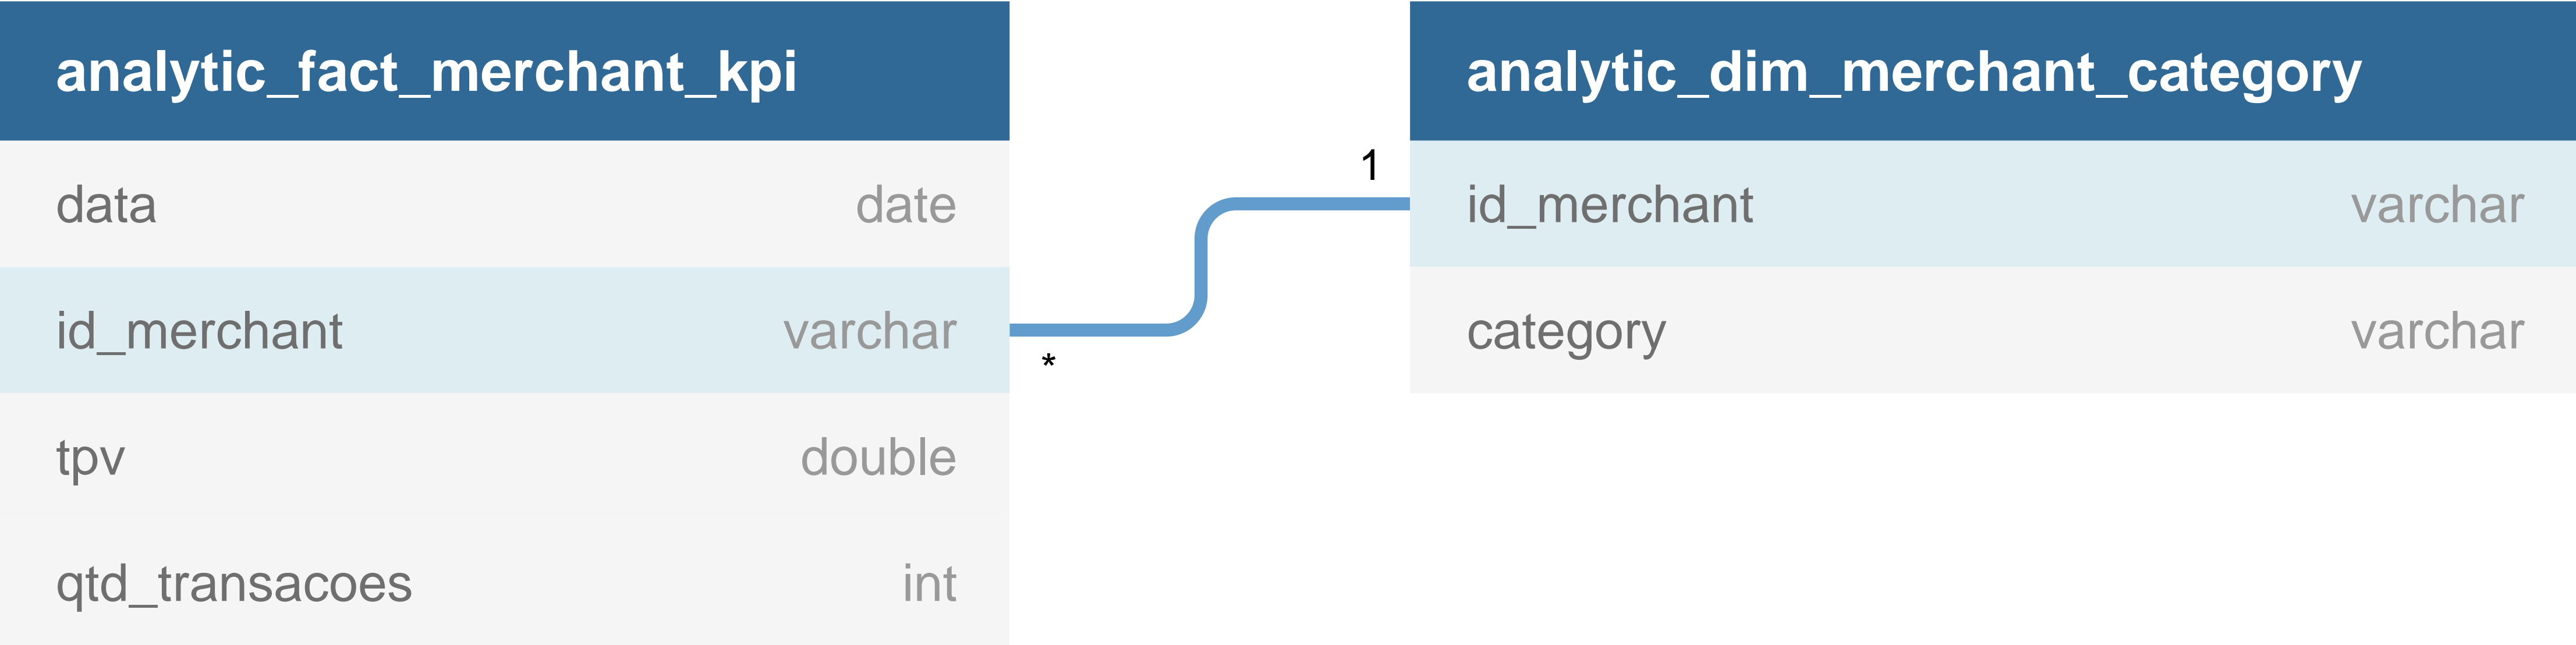 analytic_fact_merchant_kpi
data date
id_merchant varchar
tpv double
qtd_transacoes int
*
1
analytic_dim_merchant_category
id_merchant varchar
category varchar